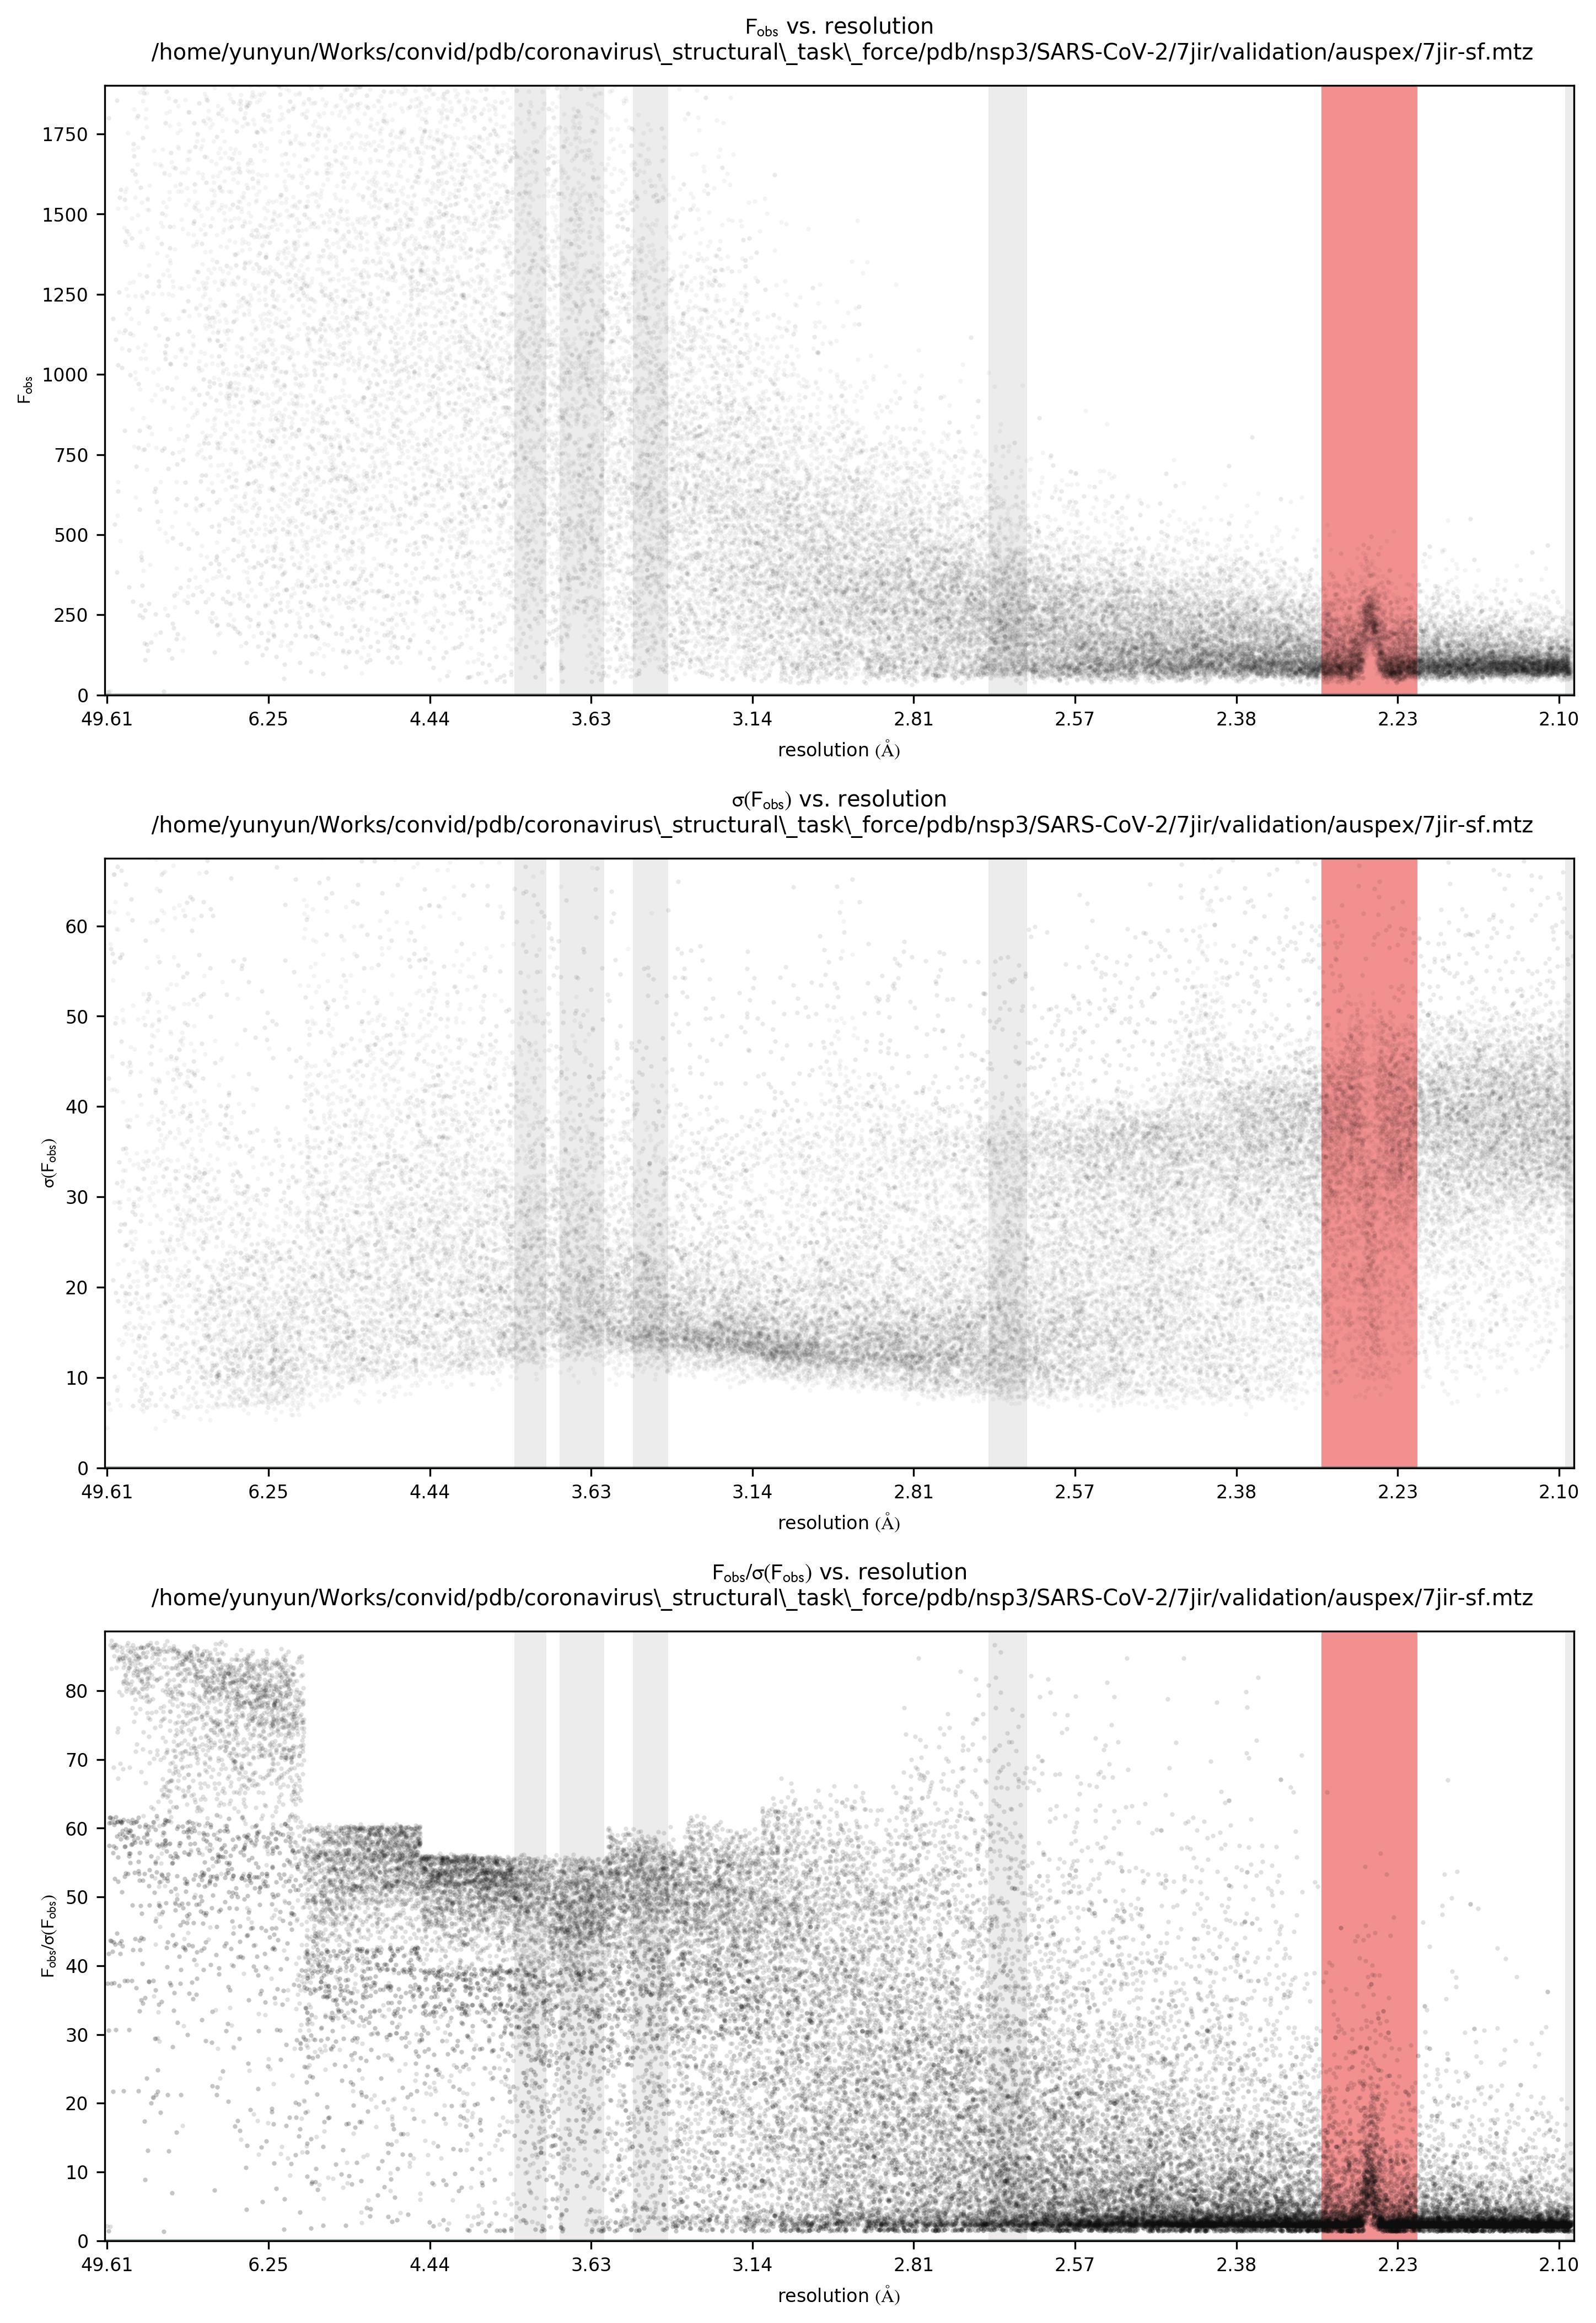 Fobs vs. resolution
/home/yunyun/Works/convid/pdb/coronavirus\_structural\_task\_force/pdb/nsp3/SARS-CoV-2/7jir/validation/auspex/7jir-sf.mtz
1750
1500
1250
1000
750
500
250
0
Fobs
49.61 6.25 4.44 3.63 3.14 2.81 2.57 2.38 2.23 2.10
resolution (Å)
σ(Fobs) vs. resolution
/home/yunyun/Works/convid/pdb/coronavirus\_structural\_task\_force/pdb/nsp3/SARS-CoV-2/7jir/validation/auspex/7jir-sf.mtz
60
50
40
30
20
10
0
σ(Fobs)
49.61 6.25 4.44 3.63 3.14 2.81 2.57 2.38 2.23 2.10
resolution (Å)
Fobs/σ(Fobs) vs. resolution
/home/yunyun/Works/convid/pdb/coronavirus\_structural\_task\_force/pdb/nsp3/SARS-CoV-2/7jir/validation/auspex/7jir-sf.mtz
80
70
60
50
40
30
20
10
0
Fobs/σ(Fobs)
49.61 6.25 4.44 3.63 3.14 2.81 2.57 2.38 2.23 2.10
resolution (Å)